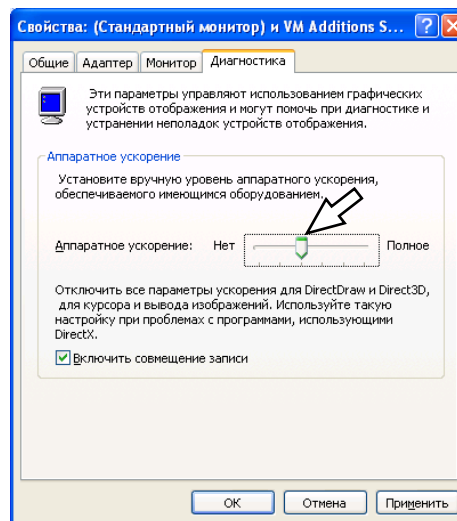 Свойства: (Стандартный монитор) и VM Additions S...
Общие Адаптер Монитор Диагностика
Эти параметры управляют использованием графических
устройств отображения и могут помочь при диагностике и
устранении неполадок устройств отображения.
Аппаратное ускорение
Установите вручную уровень аппаратного ускорения,
обеспечиваемого имеющимся оборудованием.
Аппаратное ускорение: Нет Полное
Отключить все параметры ускорения для DirectDraw и Direct3D,
для курсора и вывода изображений. Используйте такую
настройку при проблемах с программами, использующими
DirectX.
Включить совмещение записи
ОК Отмена Применить